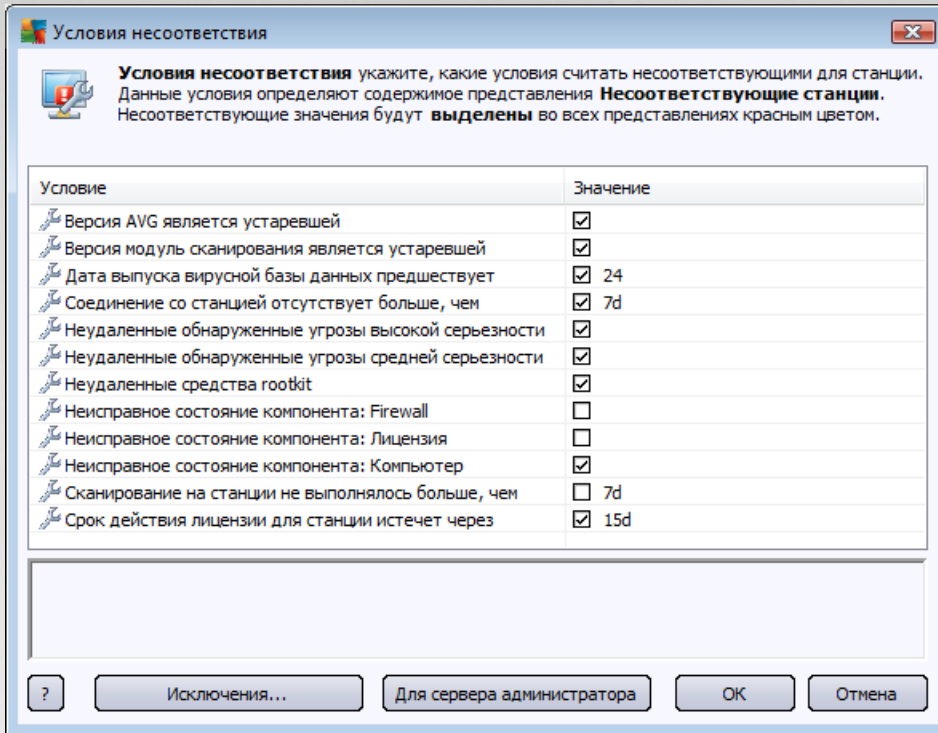 Условия несоответствия
Условия несоответствия укажите, какие условия считать несоответствующими для станции.
Данные условия определяют содержимое представления Несоответствующие станции.
Несоответствующие значения будут выделены во всех представлениях красным цветом.
Условие Значение
Версия AVG является устаревшей
Версия модуль сканирования является устаревшей
Дата выпуска вирусной базы данных предшествует 24
Соединение со станцией отсутствует больше, чем 7d
Неудаленные обнаруженные угрозы высокой серьезности
Неудаленные обнаруженные угрозы средней серьезности
Неудаленные средства rootkit
Неисправное состояние компонента: Firewall
Неисправное состояние компонента: Лицензия
Неисправное состояние компонента: Компьютер
Сканирование на станции не выполнялось больше, чем 7d
Срок действия лицензии для станции истечет через 15d
? Исключения... Для сервера администратора ОК Отмена